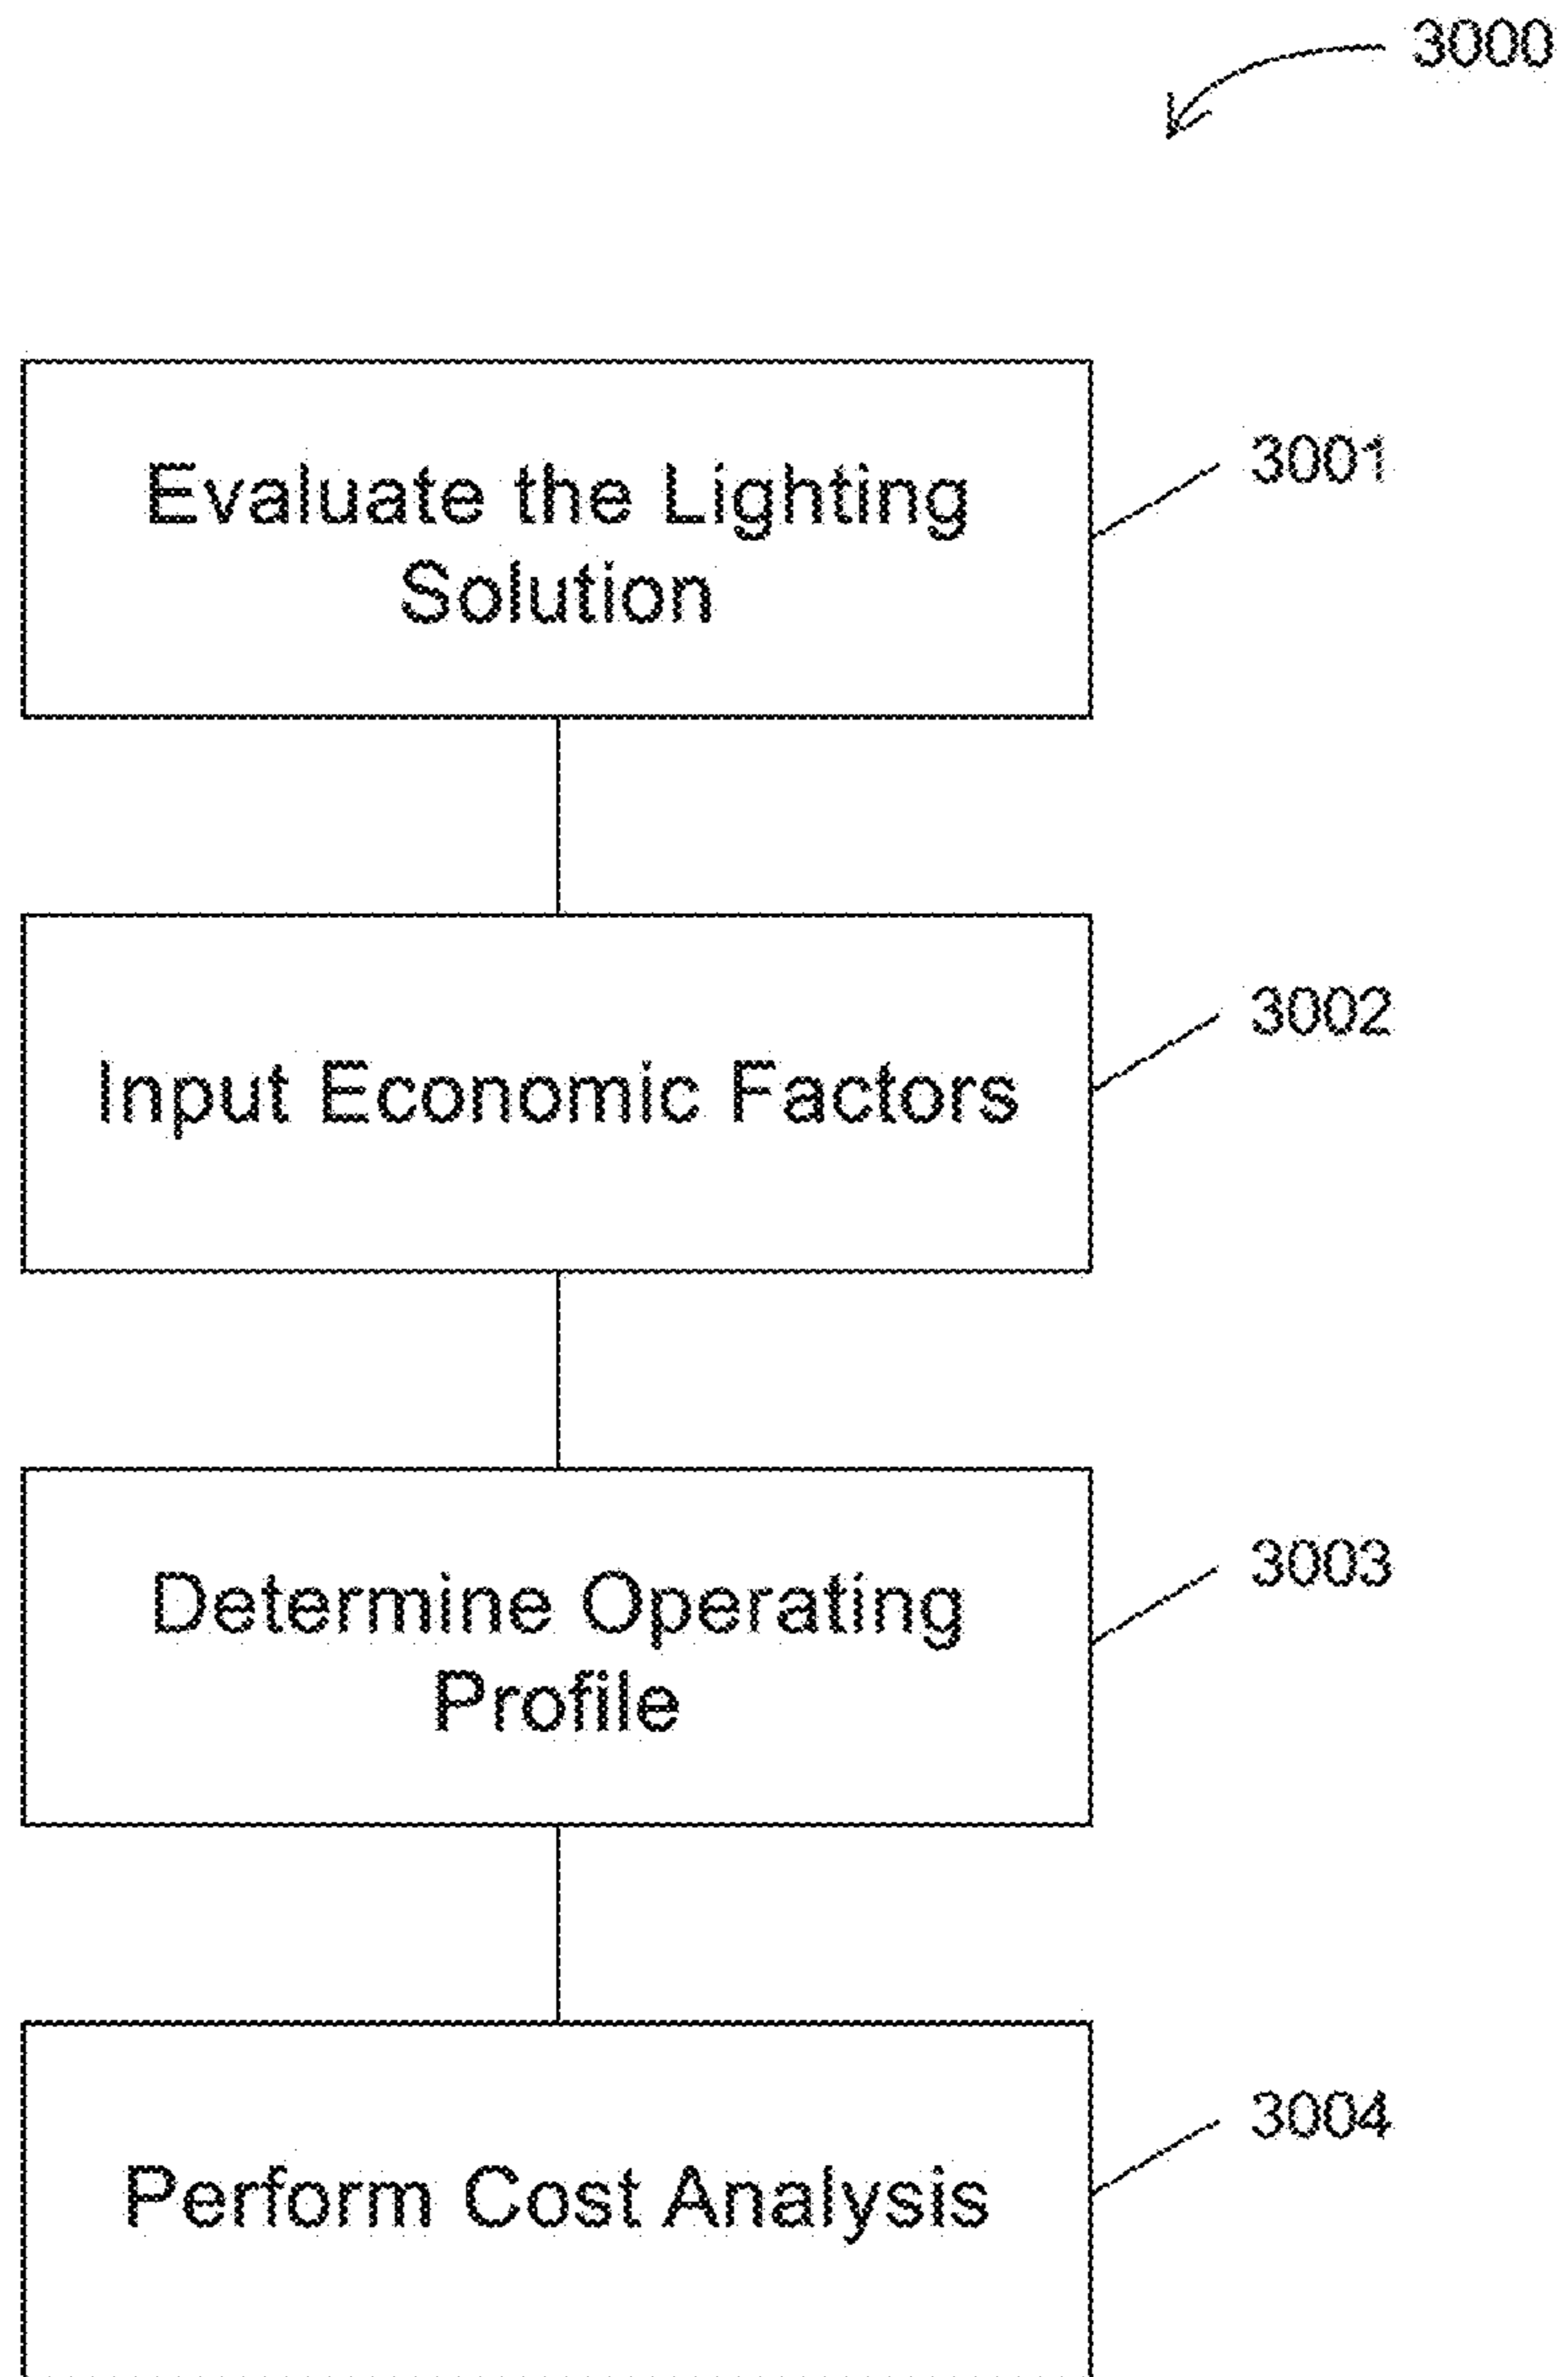 3000
Evaluate the Lighting
Solution
3001
Input Economic Factors
3002
Determine Operating
Profile
3003
Perform Cost Analysis
3004